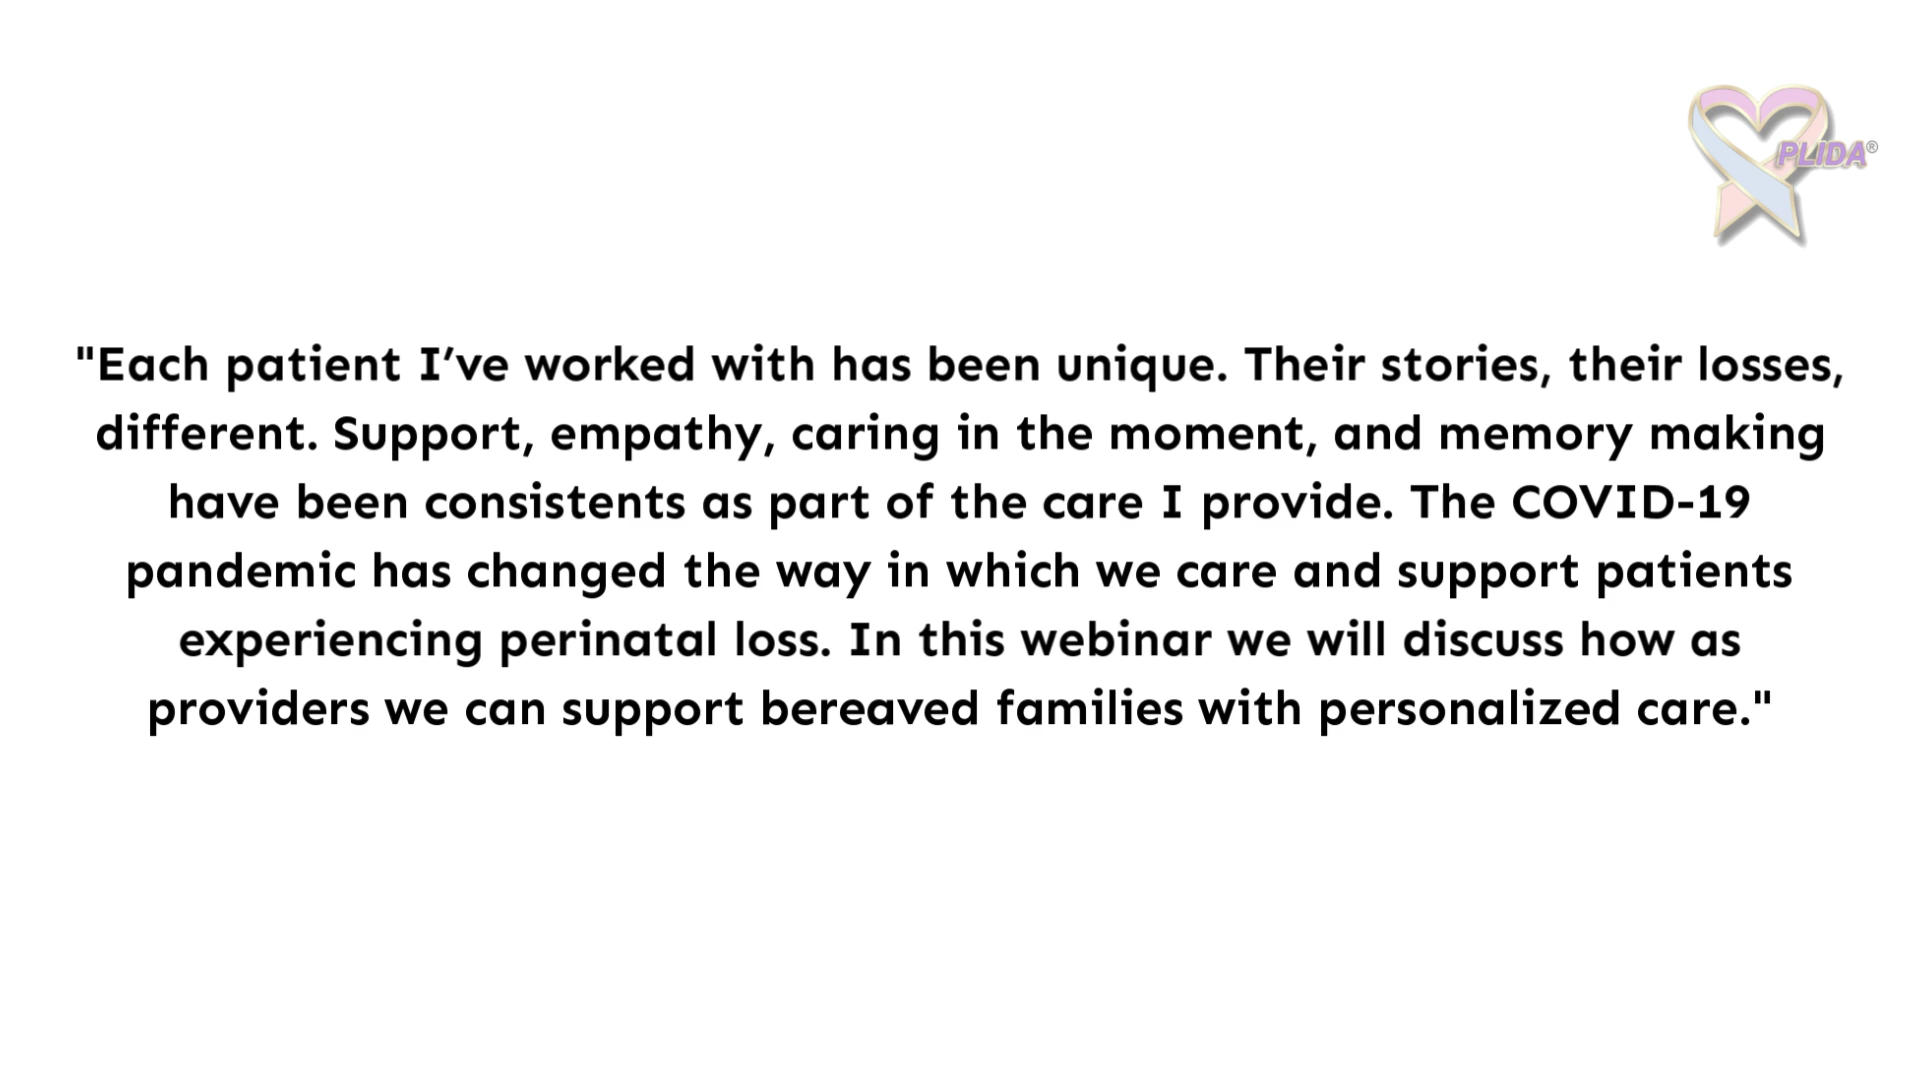 PLIDA®
"Each patient I’ve worked with has been unique. Their stories, their losses,
different. Support, empathy, caring in the moment, and memory making
have been consistents as part of the care I provide. The COVID-19
pandemic has changed the way in which we care and support patients
experiencing perinatal loss. In this webinar we will discuss how as
providers we can support bereaved families with personalized care."